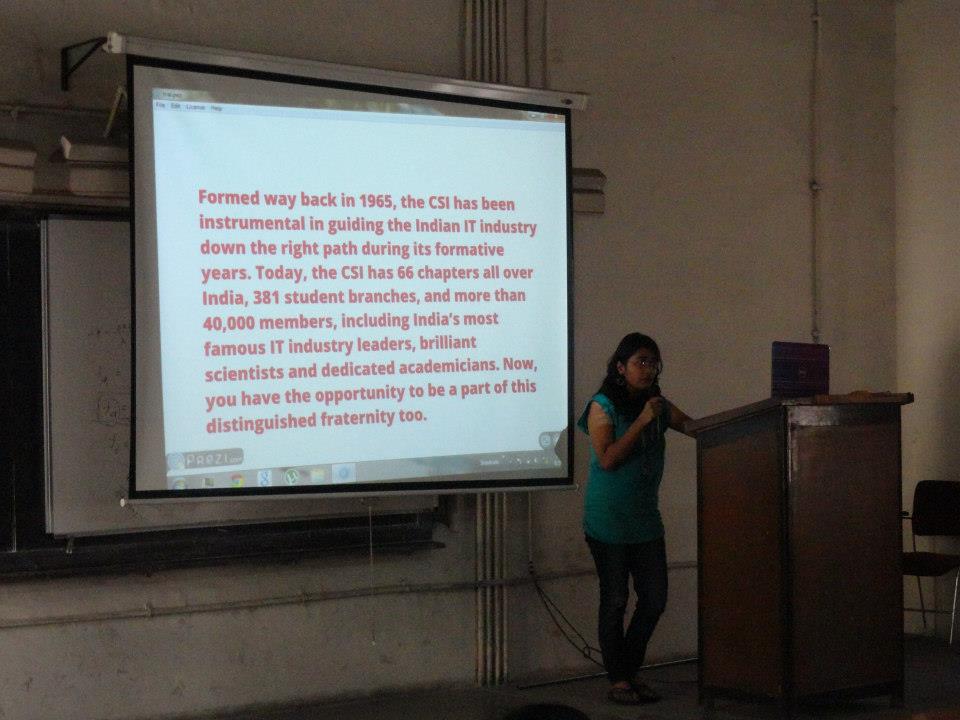 File Edit License Help
Formed way back in 1965, the CSI has been
instrumental in guiding the Indian IT industry
down the right path during its formative
years. Today, the CSI has 66 chapters all over
India, 381 student branches, and more than
40,000 members, including India's most
famous IT industry leaders, brilliant
scientists and dedicated academicians. Now,
you have the opportunity to be a part of this
distinguished fraternity too.
PREZI